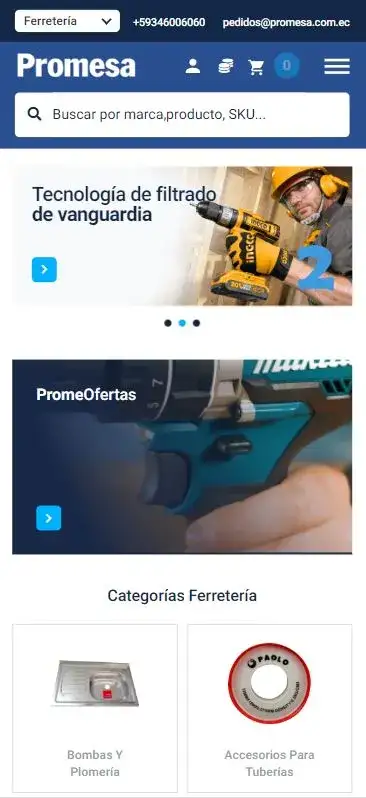 Ferretería
+59346006060
pedidos@promesa.com.ec
Promesa
0
Buscar por marca,producto, SKU...
Tecnología de filtrado
de vanguardia
INGCO
2
PromeOfertas
7
Categorías Ferretería
PAOLO
Bombas Y
Plomería
Accesorios Para
Tuberías